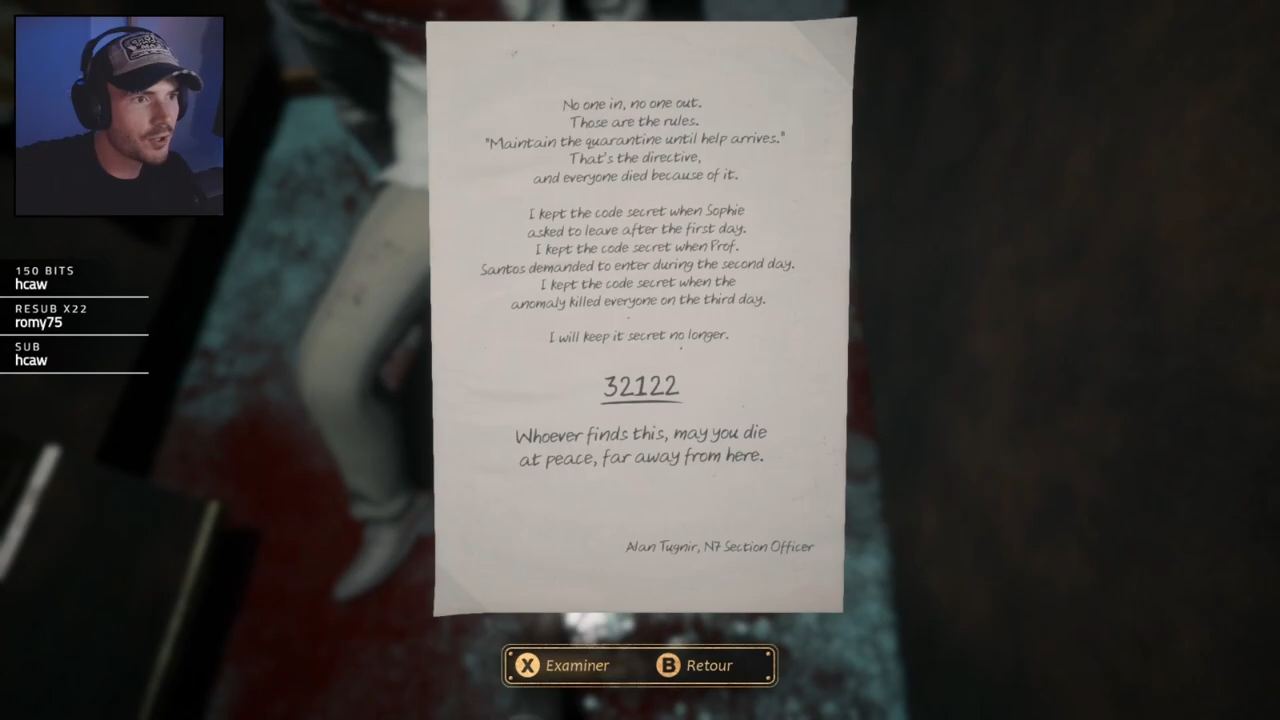 150 BITS
hcaw
RESUB X22
romy75
SUB
hcaw
No one in, no one out.
Those are the rules.
"Maintain the quarantine until help arrives."
That's the directive,
and everyone died because of it.
I kept the code secret when Sophie
asked to leave after the first day.
I kept the code secret when Prof.
Santos demanded to enter during the second day.
I kept the code secret when the
anomaly killed everyone on the third day.
I will keep it secret no longer.
32122
Whoever finds this, may you die
at peace, far away from here.
Alan Tugnir, N7 Section Officer
X Examiner B Retour